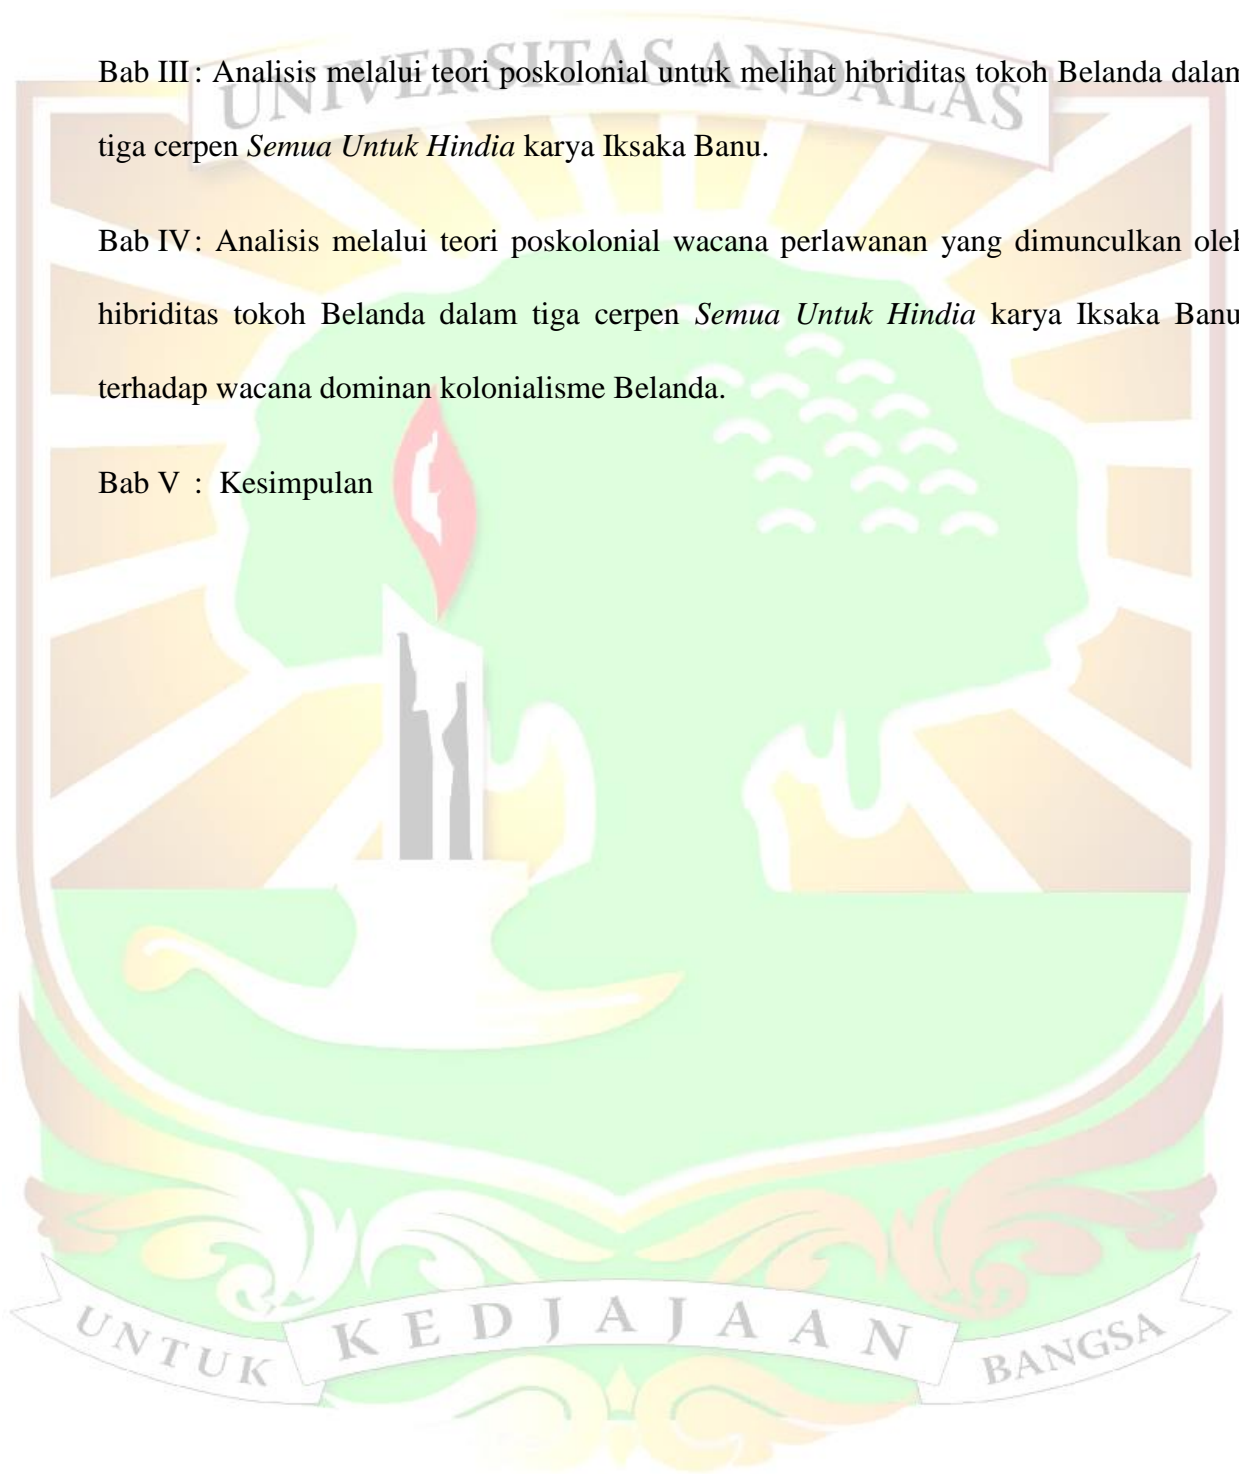 UNIVERSITAS ANDALAS
Bab III : Analisis melalui teori poskolonial untuk melihat hibriditas tokoh Belanda dalam
tiga cerpen Semua Untuk Hindia karya Iksaka Banu.
Bab IV : Analisis melalui teori poskolonial wacana perlawanan yang dimunculkan oleh
hibriditas tokoh Belanda dalam tiga cerpen Semua Untuk Hindia karya Iksaka Banu
terhadap wacana dominan kolonialisme Belanda.
Bab V : Kesimpulan
UNTUK KEDJAJAAN BANGSA